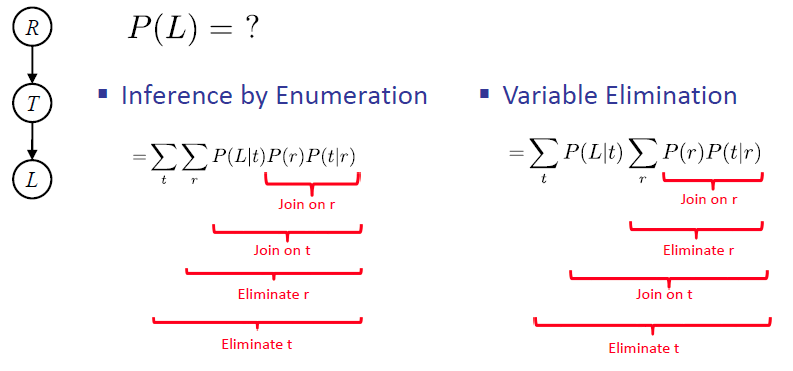 R
T
L
P(L) = ?
▪ Inference by Enumeration
= ∑_t ∑_r P(L|t)P(r)P(t|r)
Join on r
Join on t
Eliminate r
Eliminate t
▪ Variable Elimination
= ∑_t P(L|t) ∑_r P(r)P(t|r)
Join on r
Eliminate r
Join on t
Eliminate t